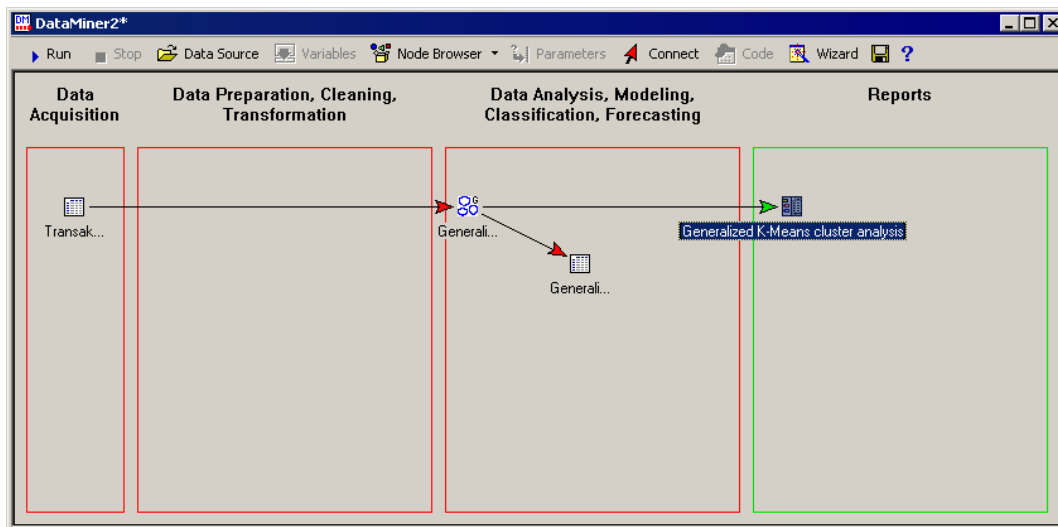 DM DataMiner2*
Run Stop Data Source Variables Node Browser Parameters Connect Code Wizard ?
Data Acquisition
Data Preparation, Cleaning,
Transformation
Data Analysis, Modeling,
Classification, Forecasting
Reports
Transak...
G
Generali...
Generalized K-Means cluster analysis
Generali...